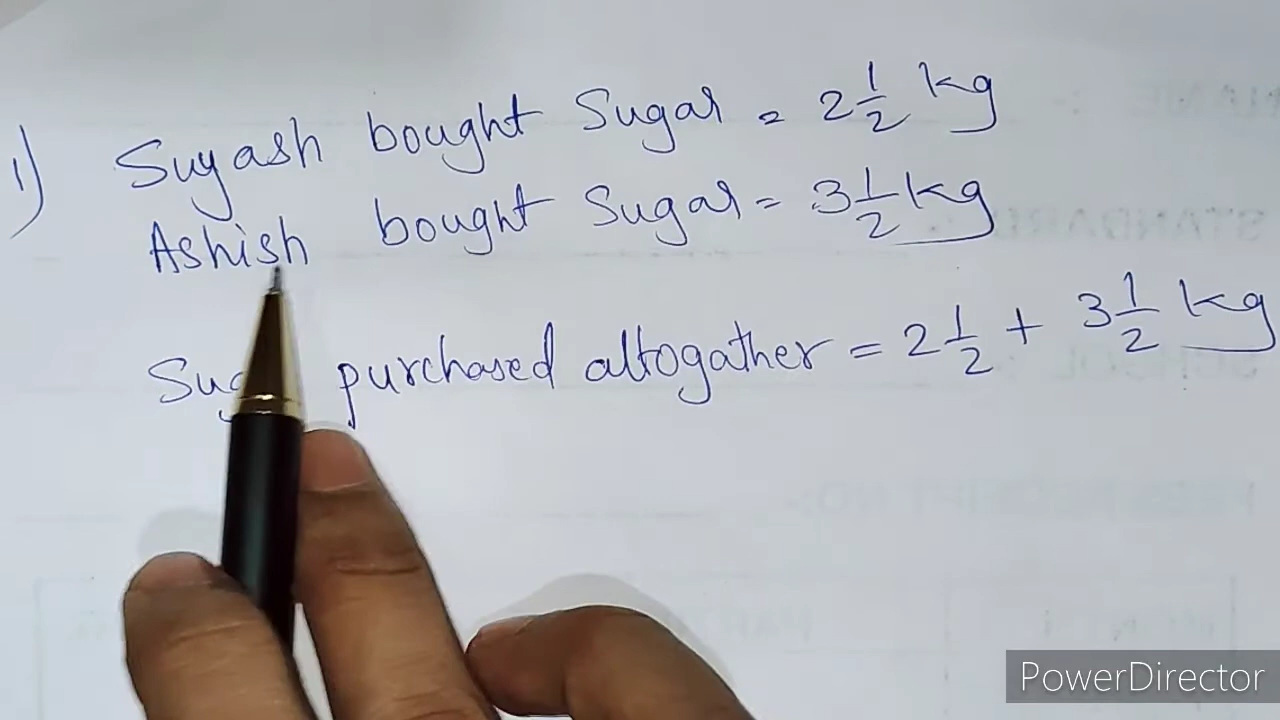 1) Suyash bought Sugar = 2 1/2 kg
Ashish bought Sugar = 3 1/2 kg
purchased altogather = 2 1/2 + 3 1/2 kg
PowerDirector